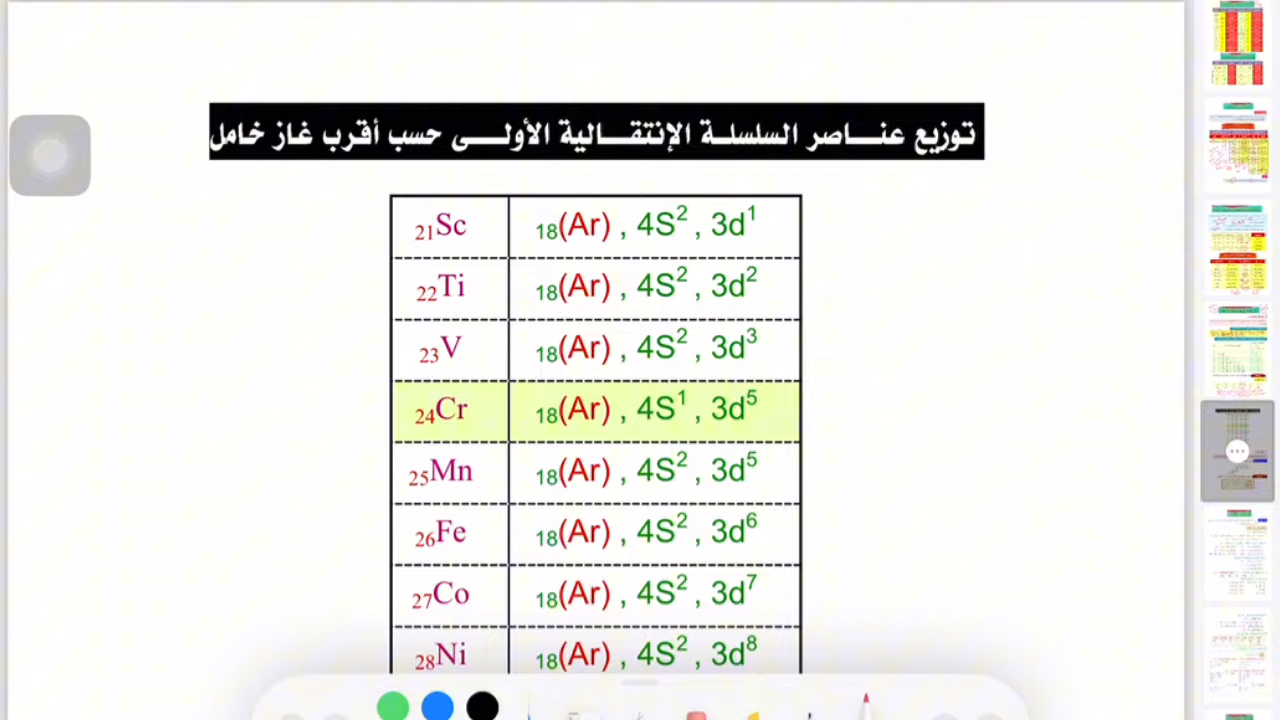 توزيع عناصر السلسلة الإنتقالية الأولى حسب أقرب غاز خامل
₂₁Sc ₁₈(Ar) , 4S² , 3d¹
₂₂Ti ₁₈(Ar) , 4S² , 3d²
₂₃V ₁₈(Ar) , 4S² , 3d³
₂₄Cr ₁₈(Ar) , 4S¹ , 3d⁵
₂₅Mn ₁₈(Ar) , 4S² , 3d⁵
₂₆Fe ₁₈(Ar) , 4S² , 3d⁶
₂₇Co ₁₈(Ar) , 4S² , 3d⁷
₂₈Ni ₁₈(Ar) , 4S² , 3d⁸